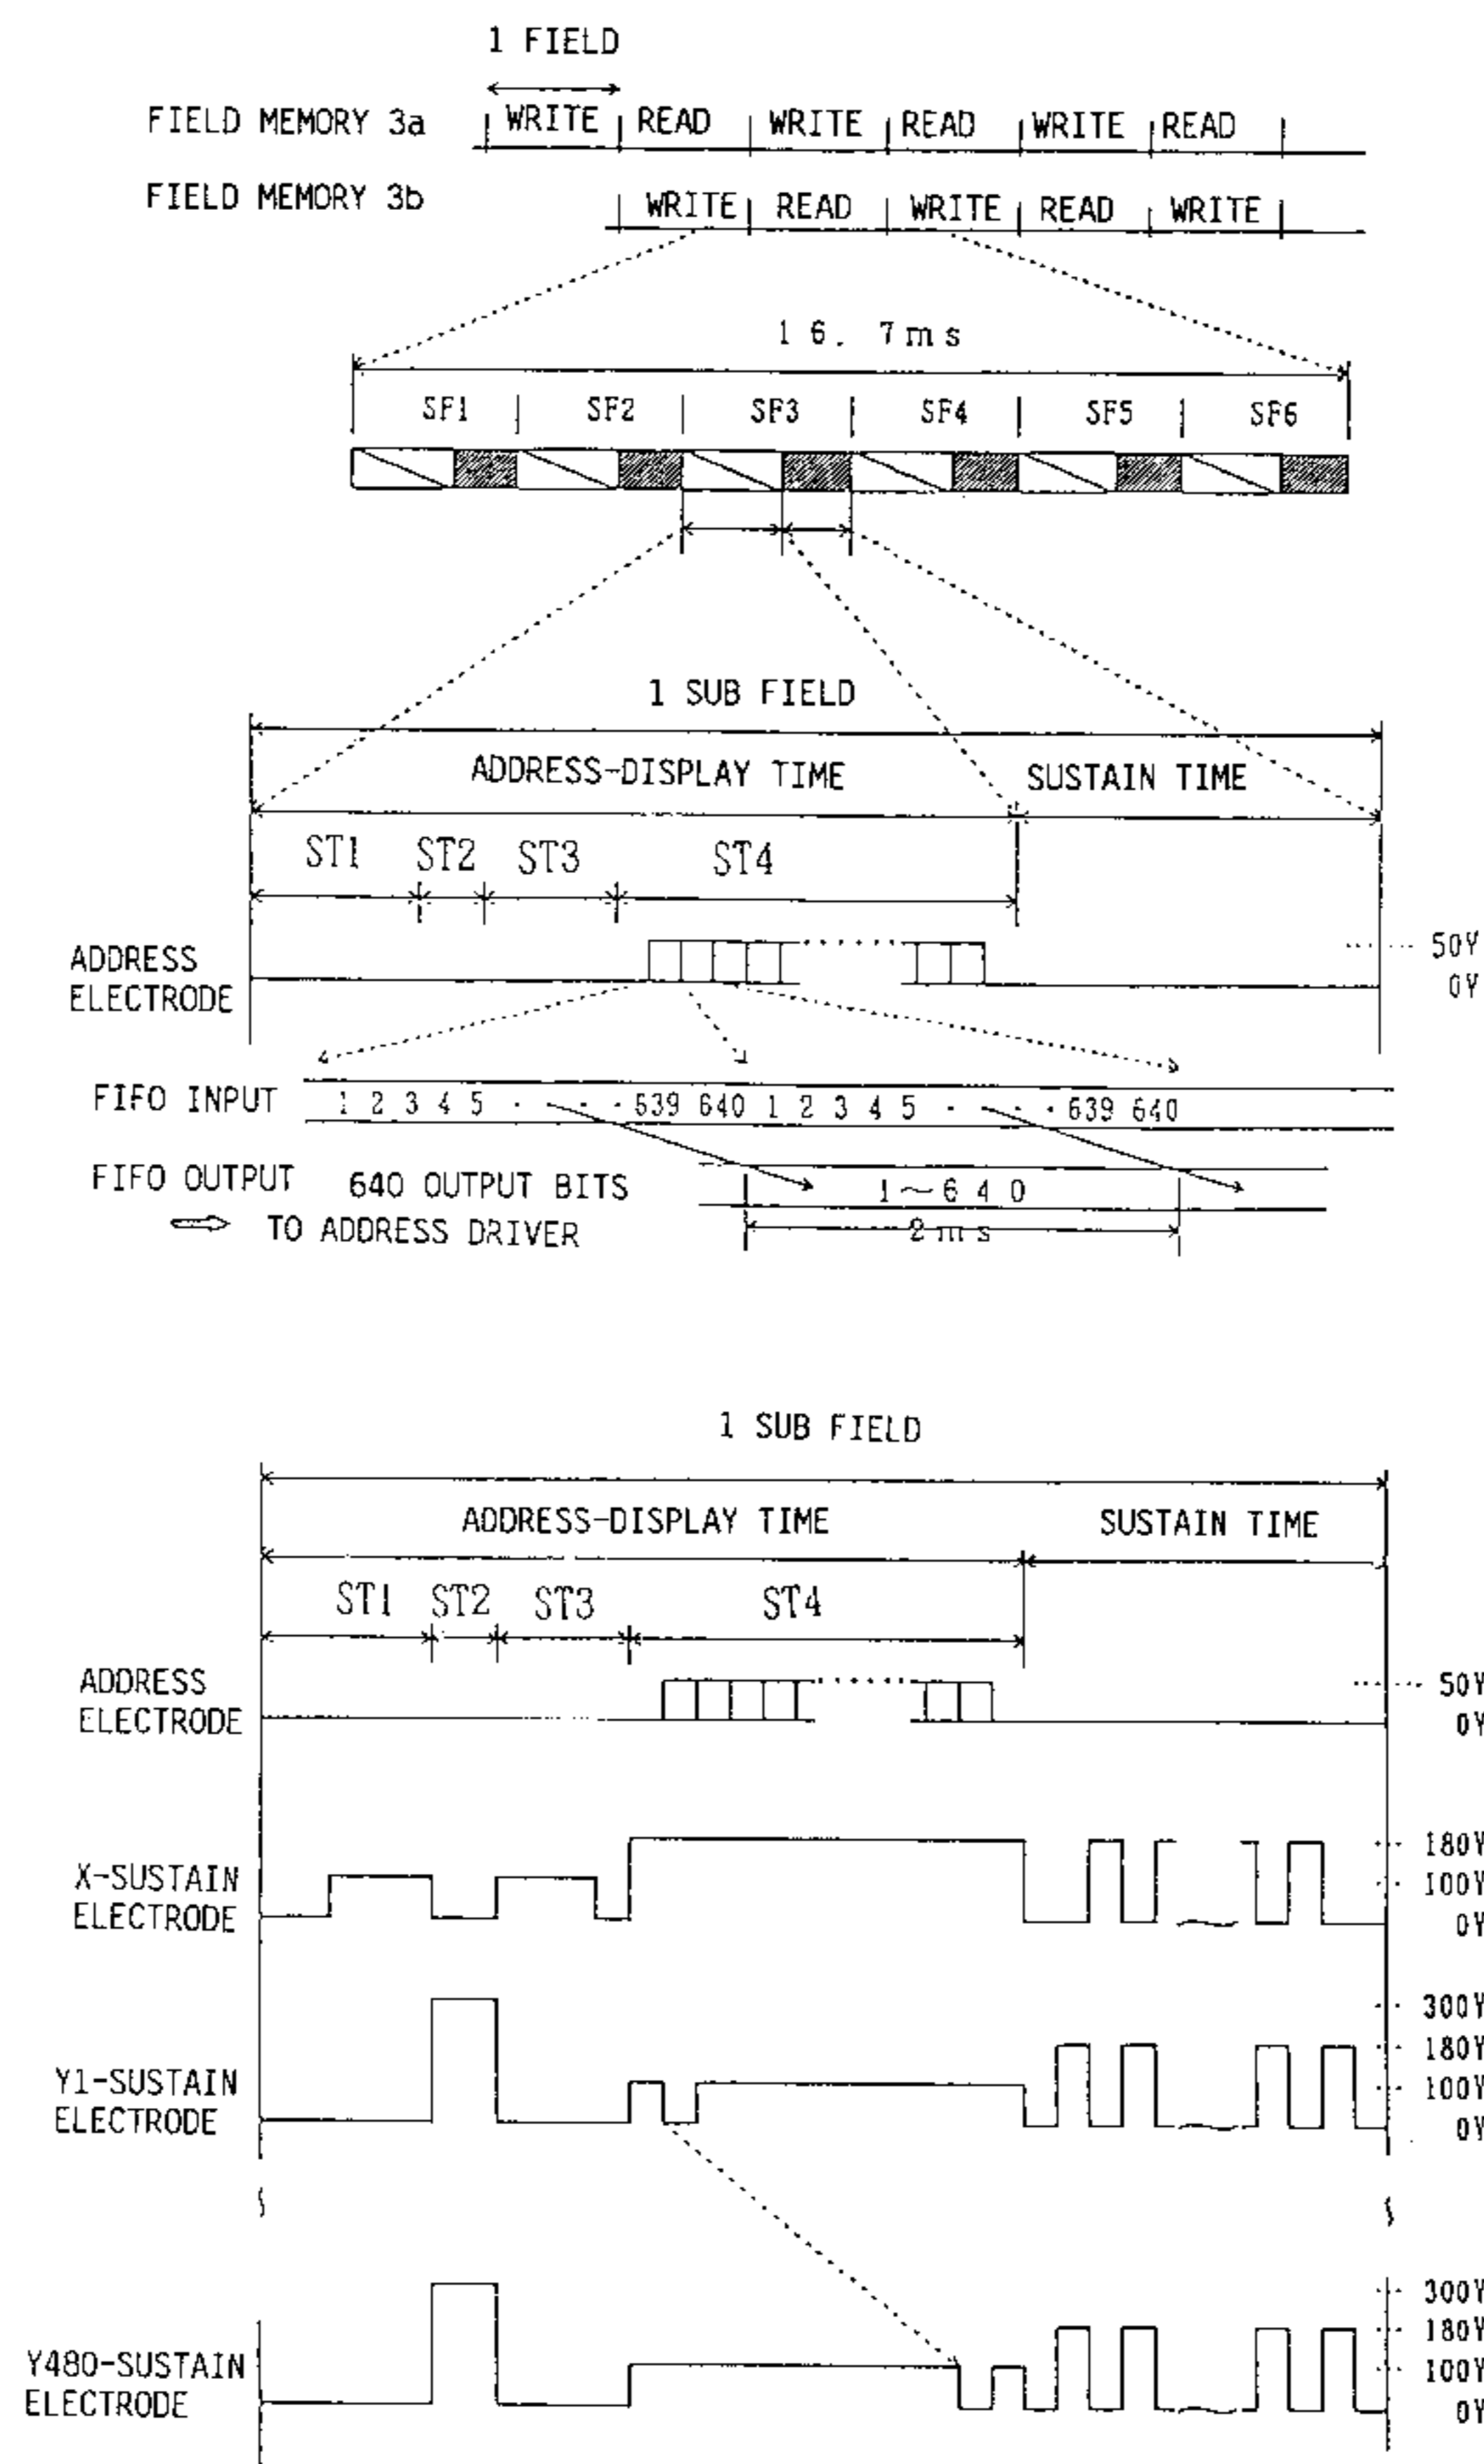 1 FIELD
FIELD MEMORY 3a WRITE READ WRITE READ WRITE READ
FIELD MEMORY 3b WRITE READ WRITE READ WRITE
16.7ms
SF1 SF2 SF3 SF4 SF5 SF6
1 SUB FIELD
ADDRESS-DISPLAY TIME SUSTAIN TIME
ST1 ST2 ST3 ST4
ADDRESS ELECTRODE
50V
0V
FIFO INPUT 1 2 3 4 5 · · · · 639 640 1 2 3 4 5 · · · · 639 640
FIFO OUTPUT 640 OUTPUT BITS 1~640
⇨ TO ADDRESS DRIVER 2ms
1 SUB FIELD
ADDRESS-DISPLAY TIME SUSTAIN TIME
ST1 ST2 ST3 ST4
ADDRESS ELECTRODE
50V
0V
X-SUSTAIN ELECTRODE
180V
100V
0V
Y1-SUSTAIN ELECTRODE
300V
180V
100V
0V
Y480-SUSTAIN ELECTRODE
300V
180V
100V
0V